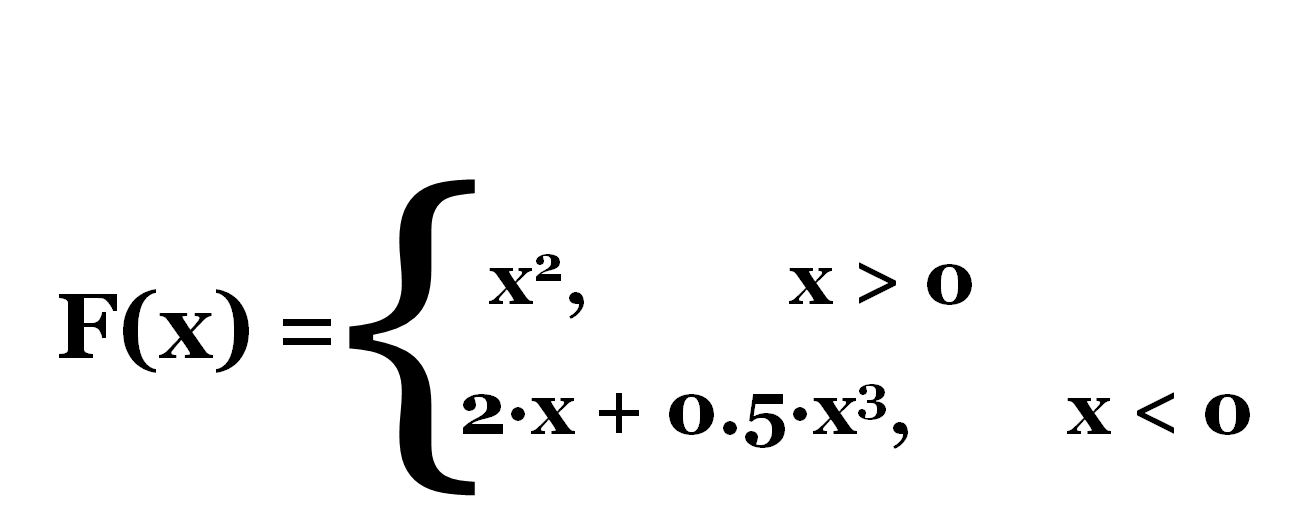 F(x) = { x², x > 0
2·x + 0.5·x³, x < 0